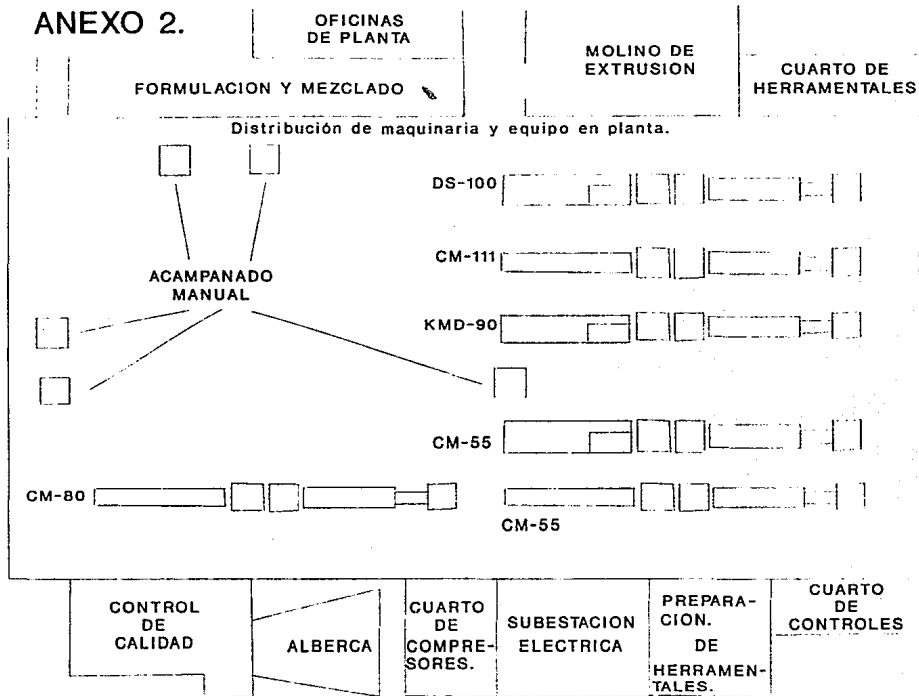 ANEXO 2.
OFICINAS
DE PLANTA
MOLINO DE
EXTRUSION
CUARTO DE
HERRAMENTALES
FORMULACION Y MEZCLADO
Distribución de maquinaria y equipo en planta.
DS-100
CM-111
ACAMPANADO
MANUAL
KMD-90
CM-55
CM-80
CM-55
CONTROL
DE
CALIDAD
ALBERCA
CUARTO
DE
COMPRE-
SORES.
SUBESTACION
ELECTRICA
PREPARA-
CION.
DE
HERRAMEN-
TALES.
CUARTO
DE
CONTROLES